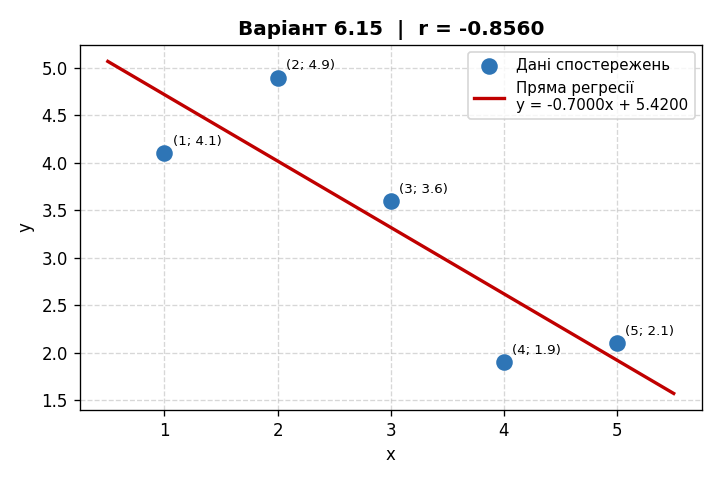 Варіант 6.15 | r = -0.8560
Дані спостережень
Пряма регресії
y = -0.7000x + 5.4200
(2; 4.9)
(1; 4.1)
(3; 3.6)
(4; 1.9)
(5; 2.1)
5.0
4.5
4.0
3.5
3.0
2.5
2.0
1.5
y
1 2 3 4 5
x